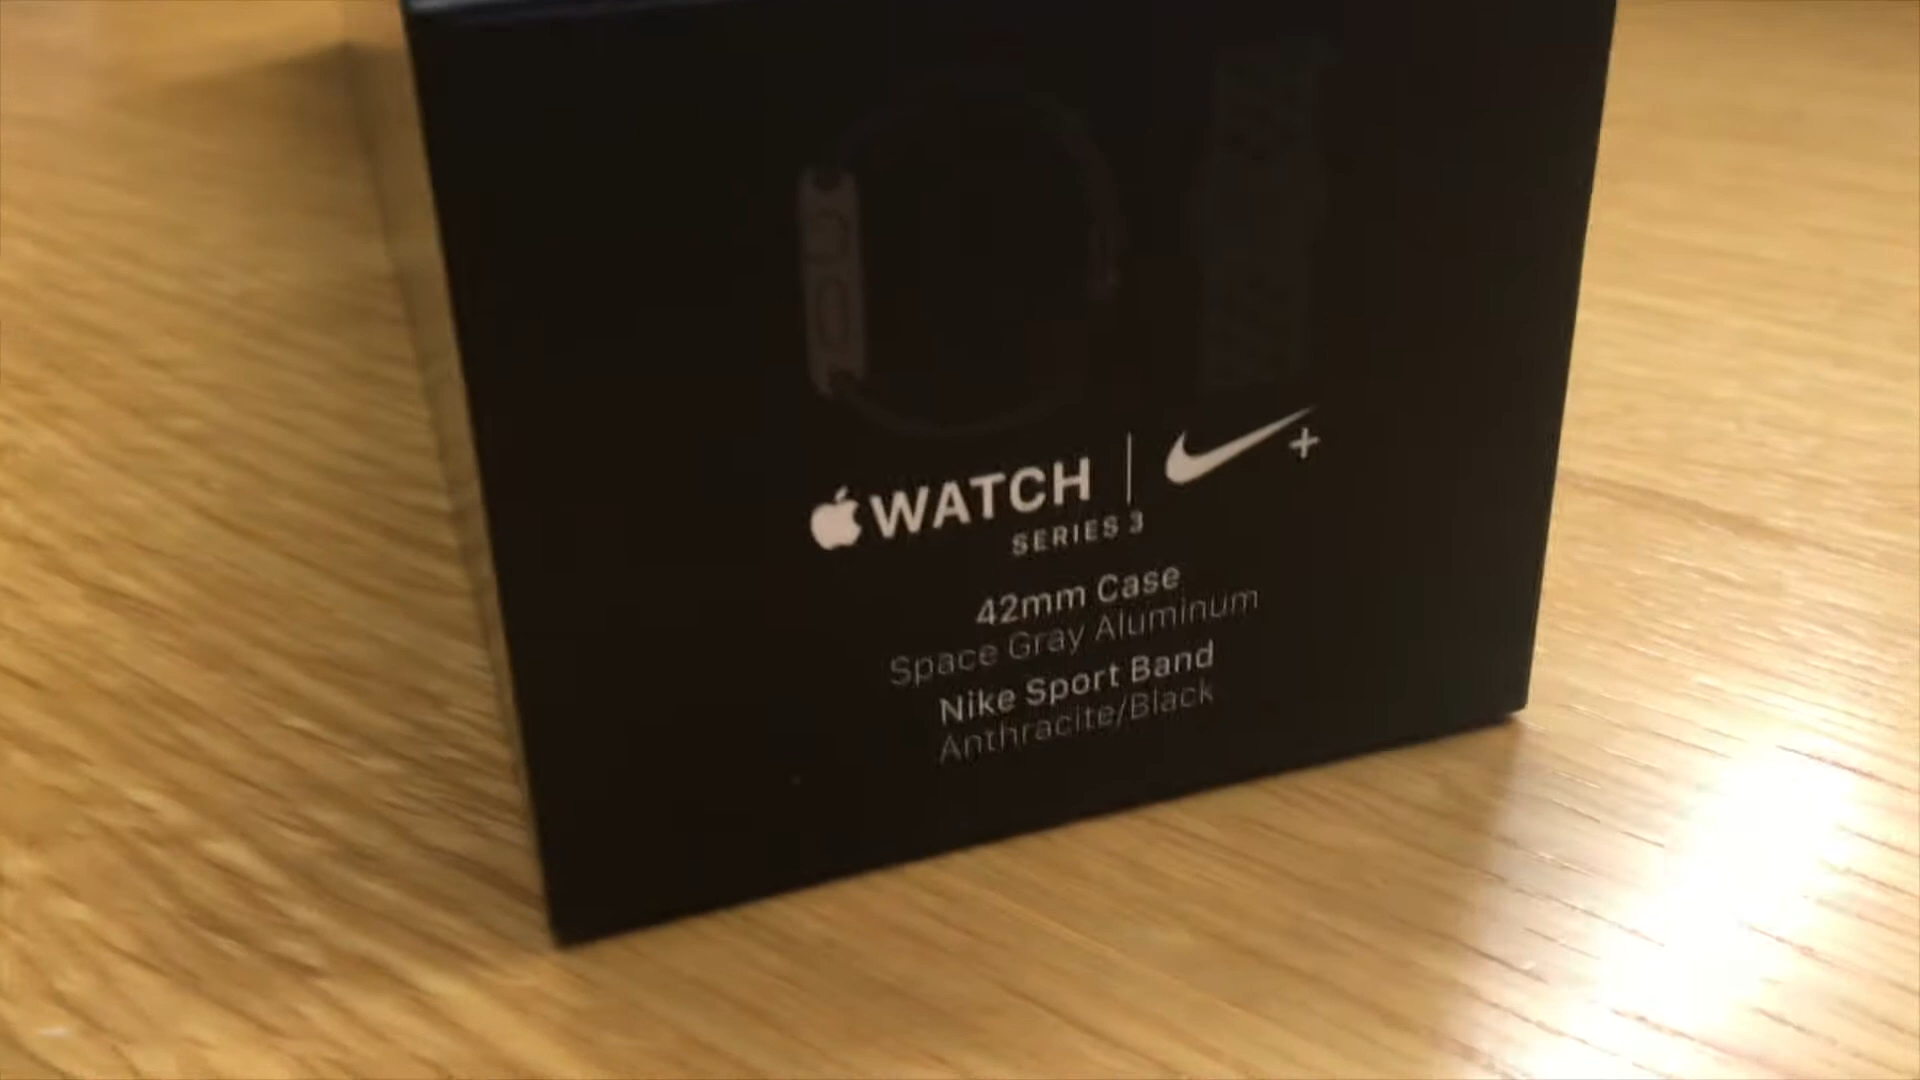 WATCH | +
SERIES 3
42mm Case
Space Gray Aluminum
Nike Sport Band
Anthracite/Black